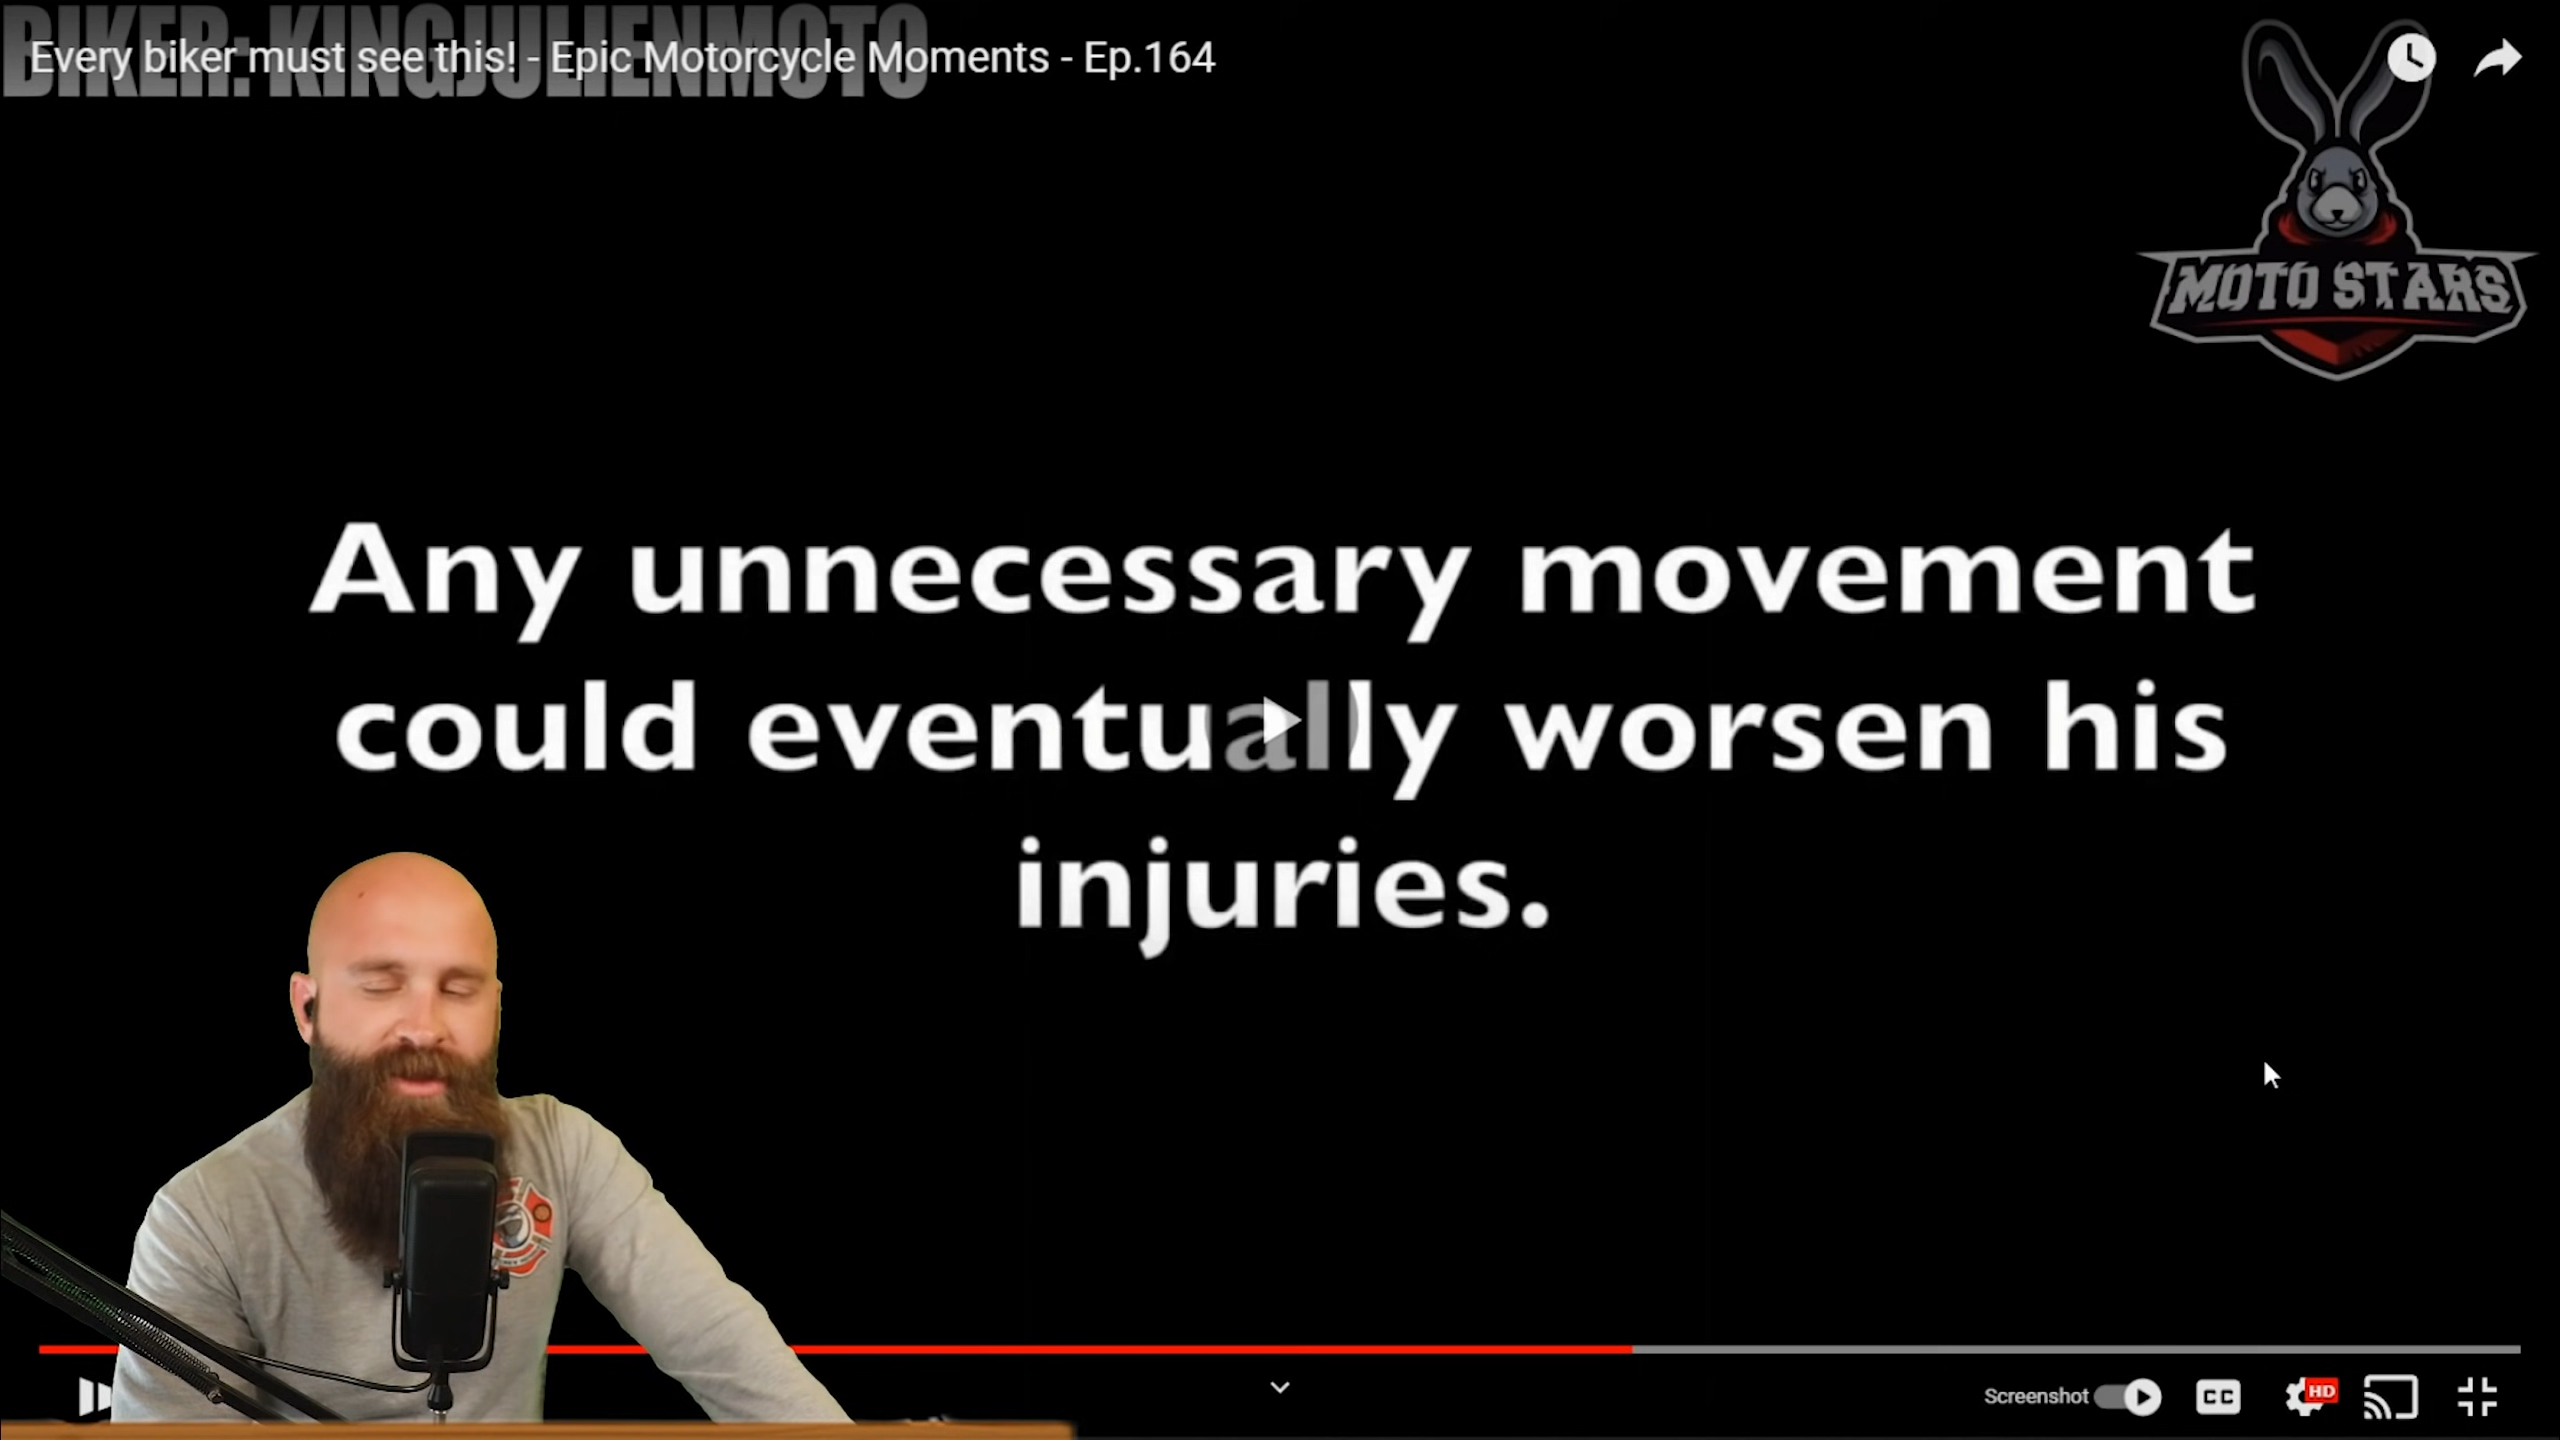 BIKER: KINGJULIENMOTO
Every biker must see this! - Epic Motorcycle Moments - Ep.164
MOTO STARS
Any unnecessary movement
could eventually worsen his
injuries.
Screenshot
CC
HD